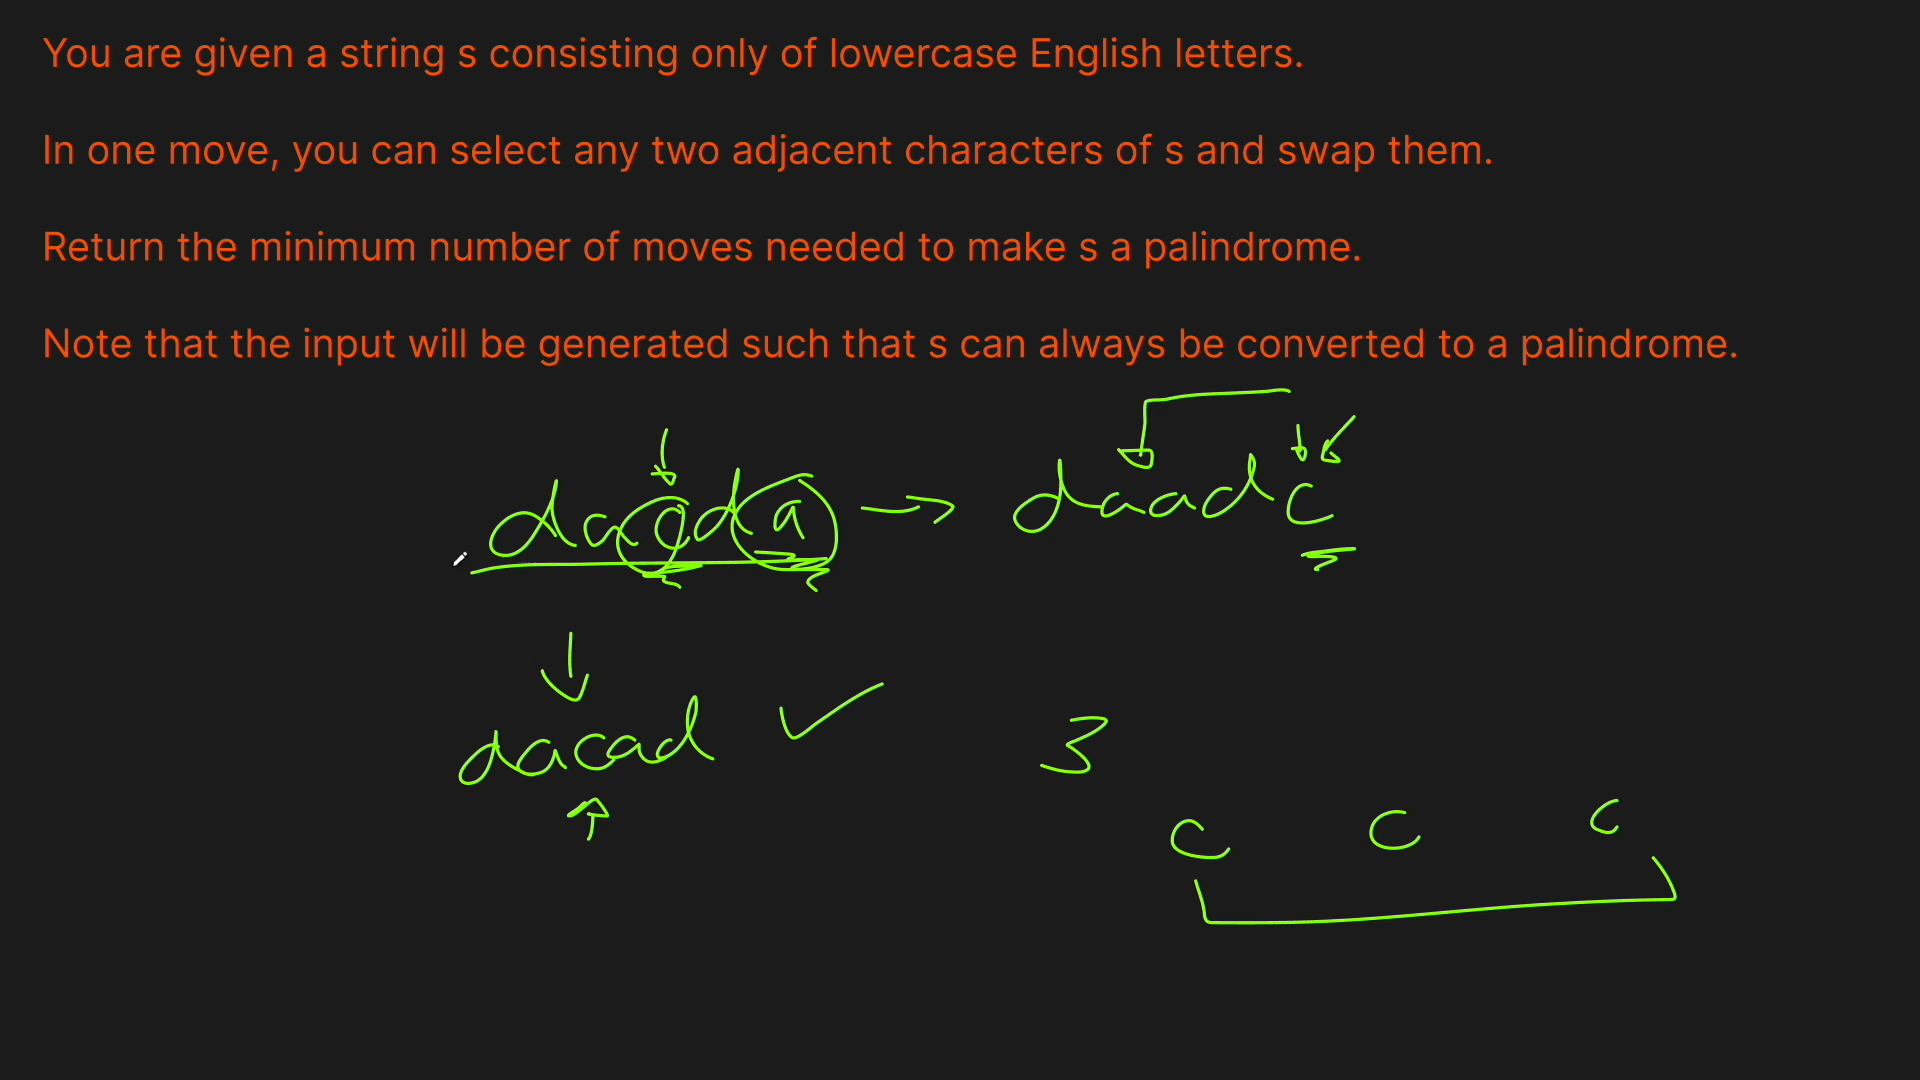 You are given a string s consisting only of lowercase English letters.
In one move, you can select any two adjacent characters of s and swap them.
Return the minimum number of moves needed to make s a palindrome.
Note that the input will be generated such that s can always be converted to a palindrome.
daadc
dacad
3
c c c